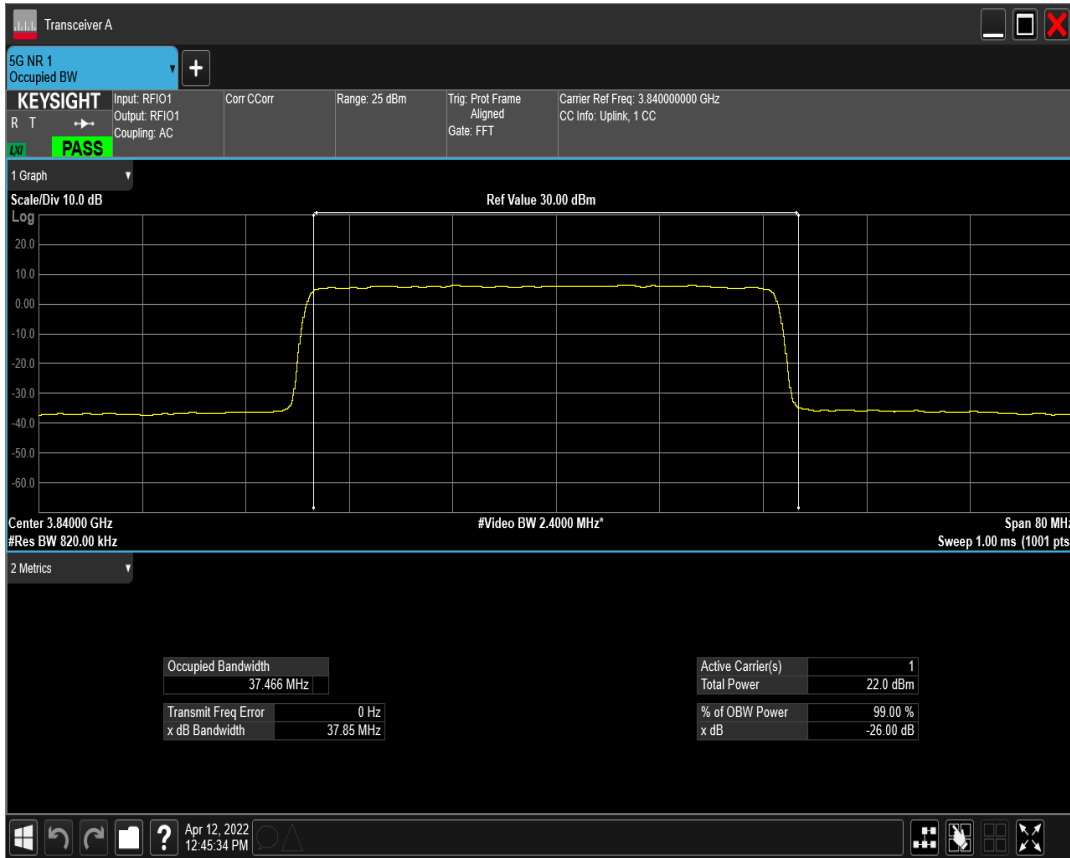 Transceiver A
5G NR 1
Occupied BW
+
KEYSIGHT
R T
LXI
PASS
Input: RFIO1
Output: RFIO1
Coupling: AC
Corr CCorr
Range: 25 dBm
Trig: Prot Frame
Aligned
Gate: FFT
Carrier Ref Freq: 3.840000000 GHz
CC Info: Uplink, 1 CC
1 Graph
Scale/Div 10.0 dB
Ref Value 30.00 dBm
Log
20.0
10.0
0.00
-10.0
-20.0
-30.0
-40.0
-50.0
-60.0
Center 3.84000 GHz
#Video BW 2.4000 MHz*
Span 80 MHz
#Res BW 820.00 kHz
Sweep 1.00 ms (1001 pts
2 Metrics
Occupied Bandwidth
37.466 MHz
Transmit Freq Error 0 Hz
x dB Bandwidth 37.85 MHz
Active Carrier(s) 1
Total Power 22.0 dBm
% of OBW Power 99.00 %
x dB -26.00 dB
?
Apr 12, 2022
12:45:34 PM